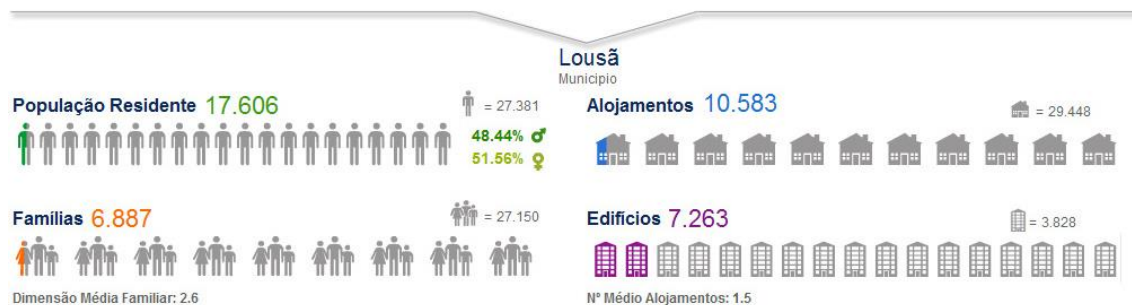 Lousã
Municipio
População Residente 17.606
= 27.381
48.44%
51.56%
Alojamentos 10.583
= 29.448
Famílias 6.887
= 27.150
Dimensão Média Familiar: 2.6
Edifícios 7.263
= 3.828
Nº Médio Alojamentos: 1.5